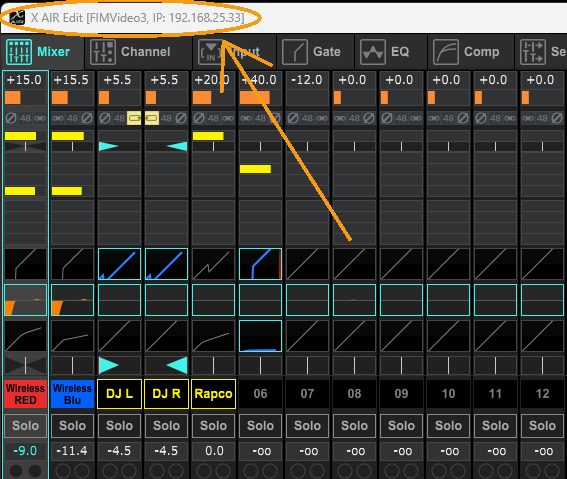 X AIR Edit [FIMVideo3, IP: 192.168.25.33]
Mixer Channel Input Gate EQ Comp Se
+15.0 +15.5 +5.5 +5.5 +20.0 +40.0 -12.0 +0.0 +0.0 +0.0 +0.0 +0.0
48 48 48 48 48 48 48 48 48
Wireless RED Wireless Blu DJ L DJ R Rapco 06 07 08 09 10 11 12
Solo Solo Solo Solo Solo Solo Solo Solo Solo Solo Solo Solo
-9.0 -11.4 -4.5 -4.5 0.0 -oo -oo -oo -oo -oo -oo -oo